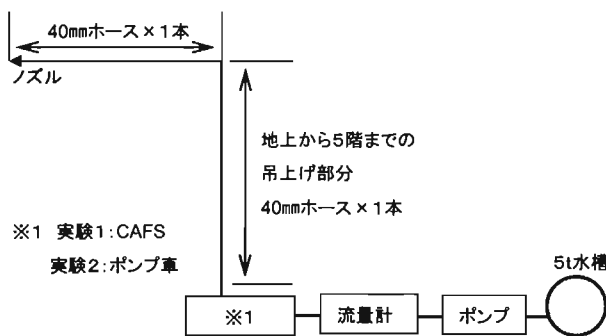 40mmホース×1本
ノズル
地上から5階までの
吊上げ部分
40mmホース×1本
※1 実験1:CAFS
実験2:ポンプ車
5t水槽
※1
流量計
ポンプ